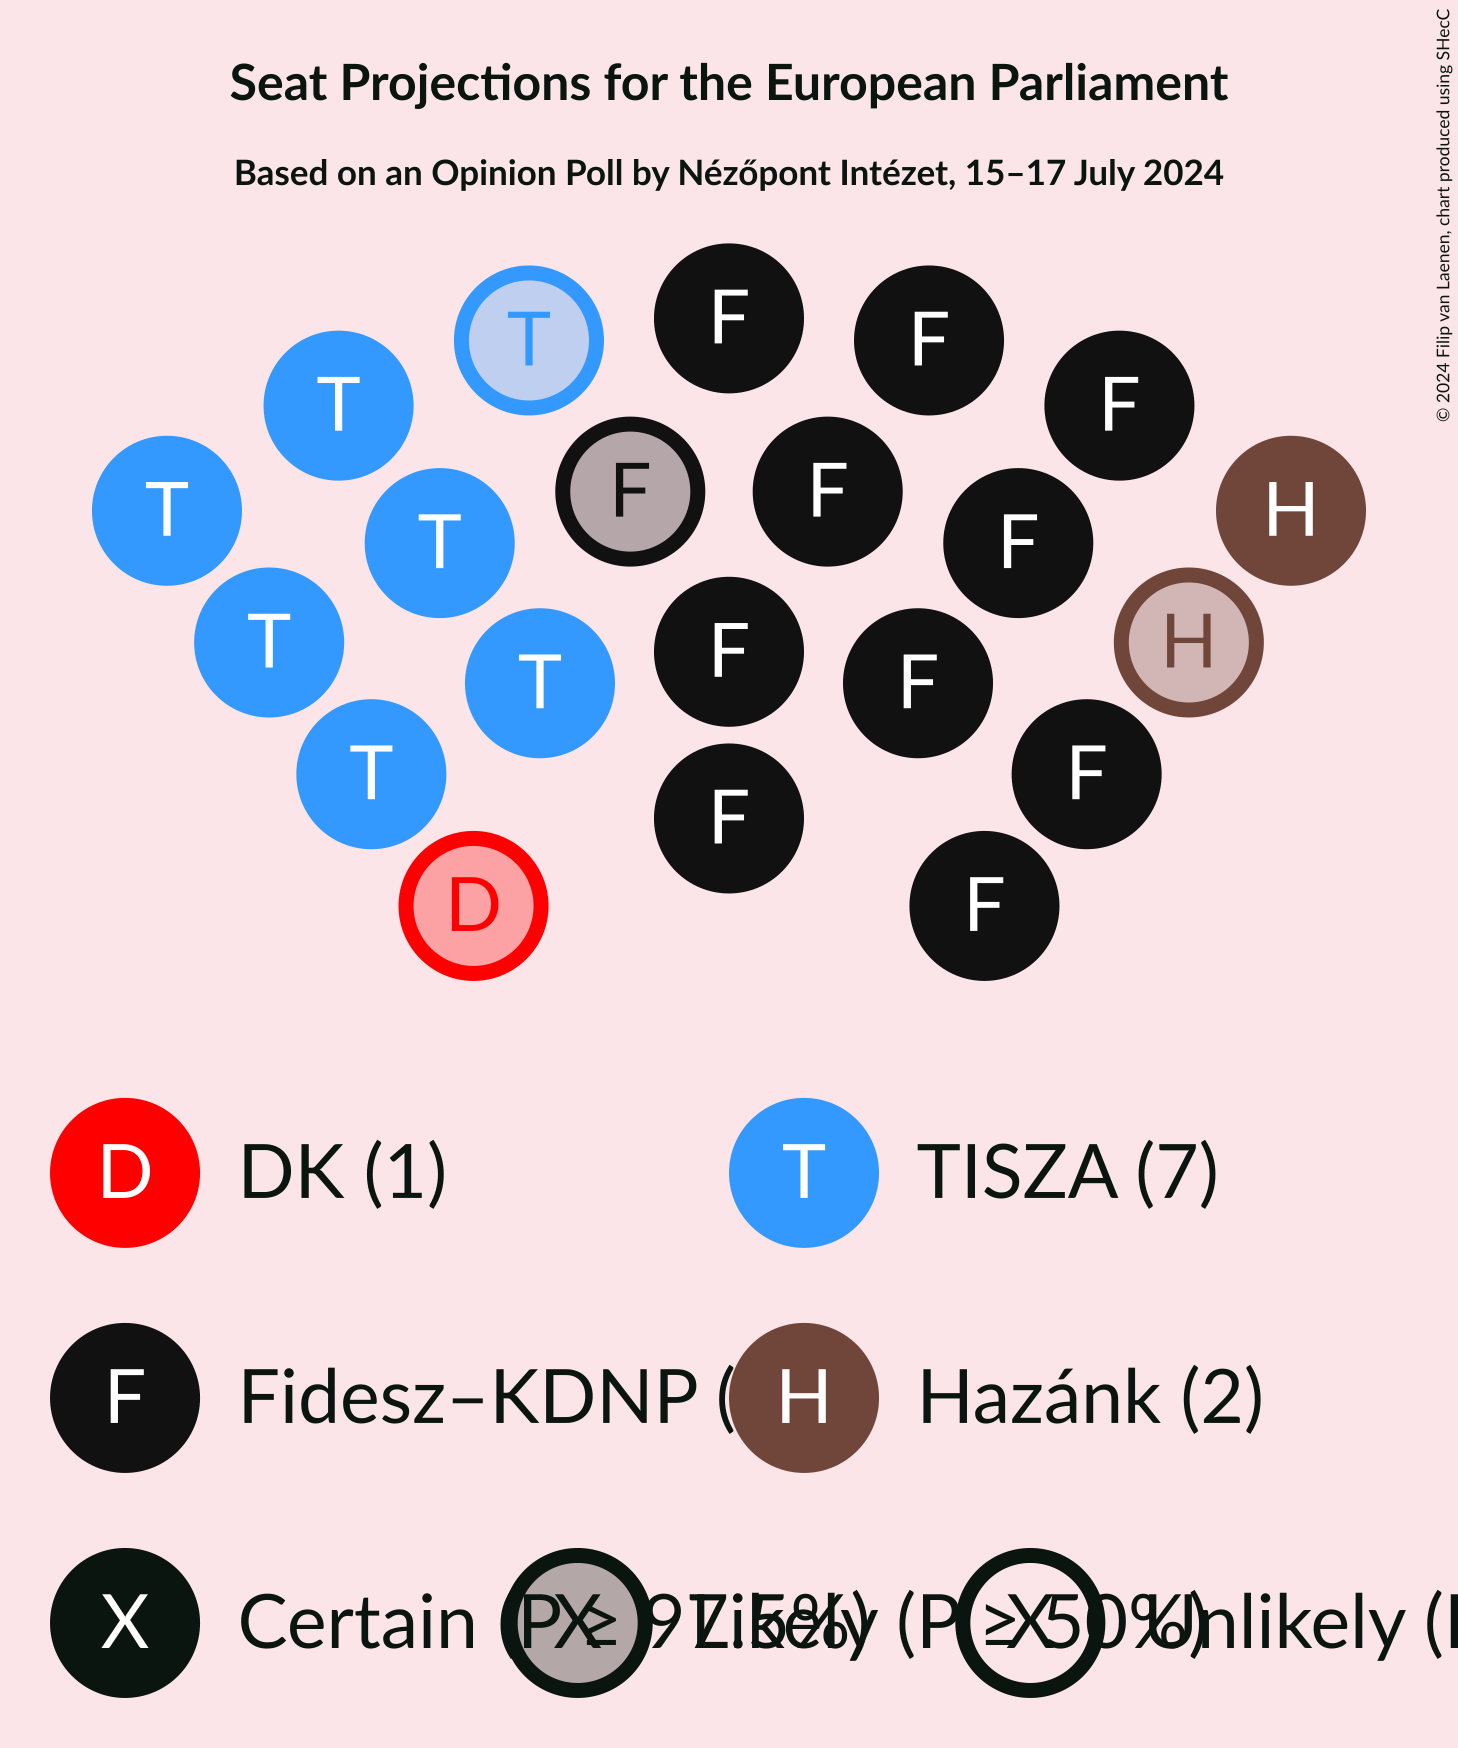 Seat Projections for the European Parliament
Based on an Opinion Poll by Nézőpont Intézet, 15–17 July 2024
© 2024 Filip van Laenen, chart produced using SHecC
F
T F
T F
F F
T H
T F
T H
F
T F
T F
F
D F
D DK (1) T TISZA (7)
F Fidesz–KDNP ( H Hazánk (2)
X Certain (P ≥ 97.5%) X Likely (P ≥ 50%) X Unlikely (